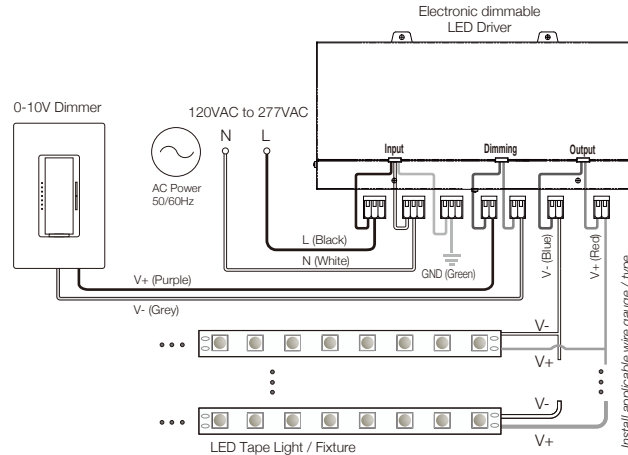 Electronic dimmable
LED Driver
0-10V Dimmer
120VAC to 277VAC
N
L
AC Power
50/60Hz
Input
Dimming
Output
L (Black)
N (White)
GND (Green)
V- (Blue)
V+ (Red)
V+ (Purple)
V- (Grey)
V-
V+
V-
V+
LED Tape Light / Fixture
Install applicable wire gauge / type